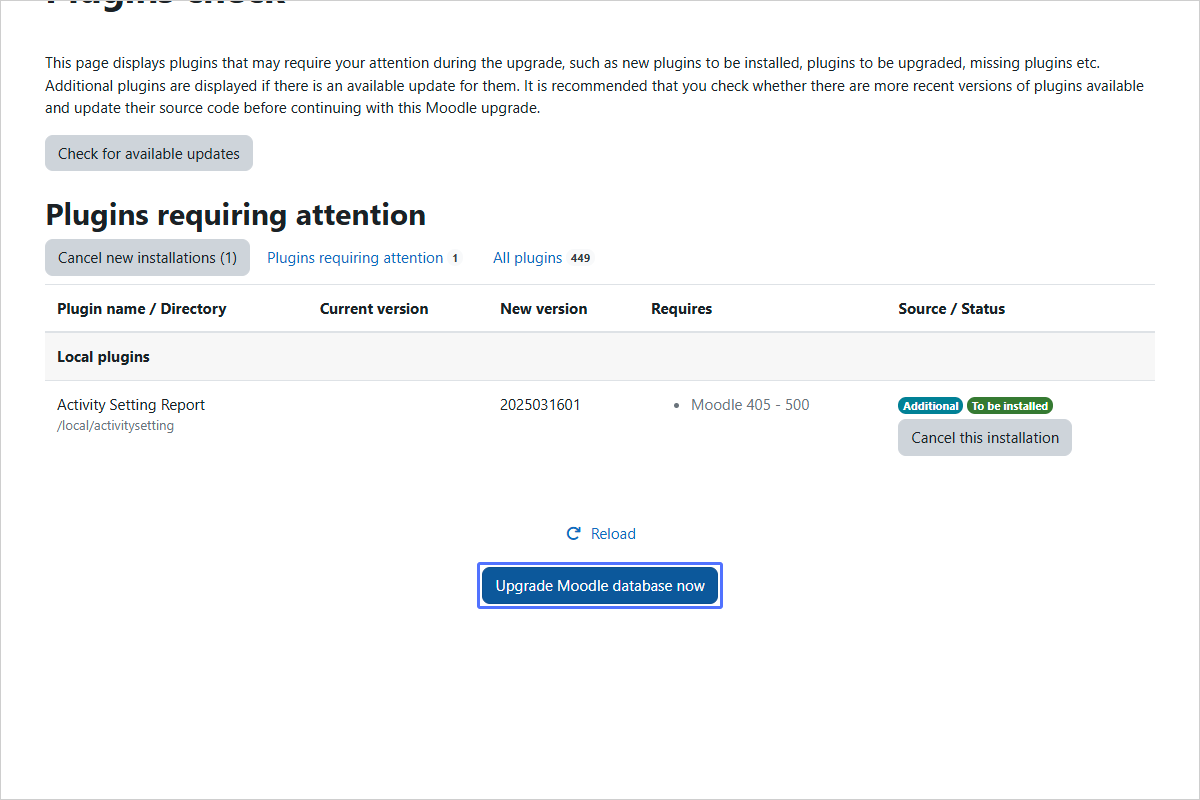 Plugins check
This page displays plugins that may require your attention during the upgrade, such as new plugins to be installed, plugins to be upgraded, missing plugins etc.
Additional plugins are displayed if there is an available update for them. It is recommended that you check whether there are more recent versions of plugins available
and update their source code before continuing with this Moodle upgrade.
Check for available updates
Plugins requiring attention
Cancel new installations (1) Plugins requiring attention 1 All plugins 449
Plugin name / Directory Current version New version Requires Source / Status
Local plugins
Activity Setting Report 2025031601 • Moodle 405 - 500 Additional To be installed
/local/activitysetting
Cancel this installation
Reload
Upgrade Moodle database now